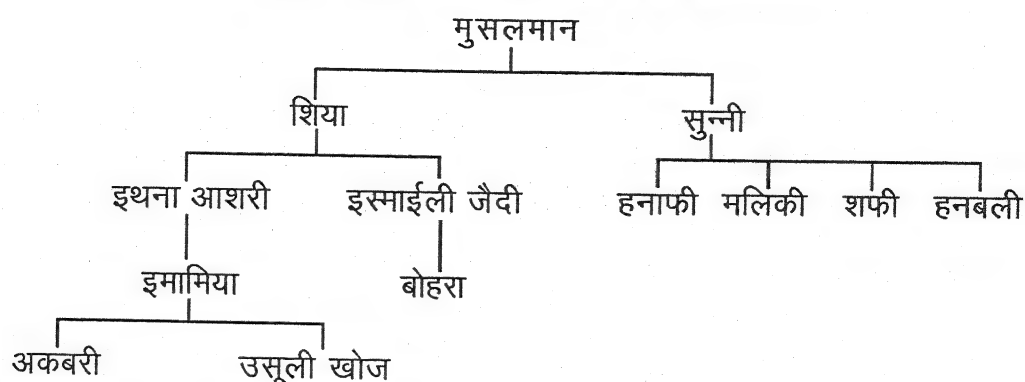 मुसलमान
शिया सुन्नी
इथना आशरी इस्माईली जैदी हनाफी मलिकी शफी हनबली
इमामिया बोहरा
अकबरी उसूली खोज